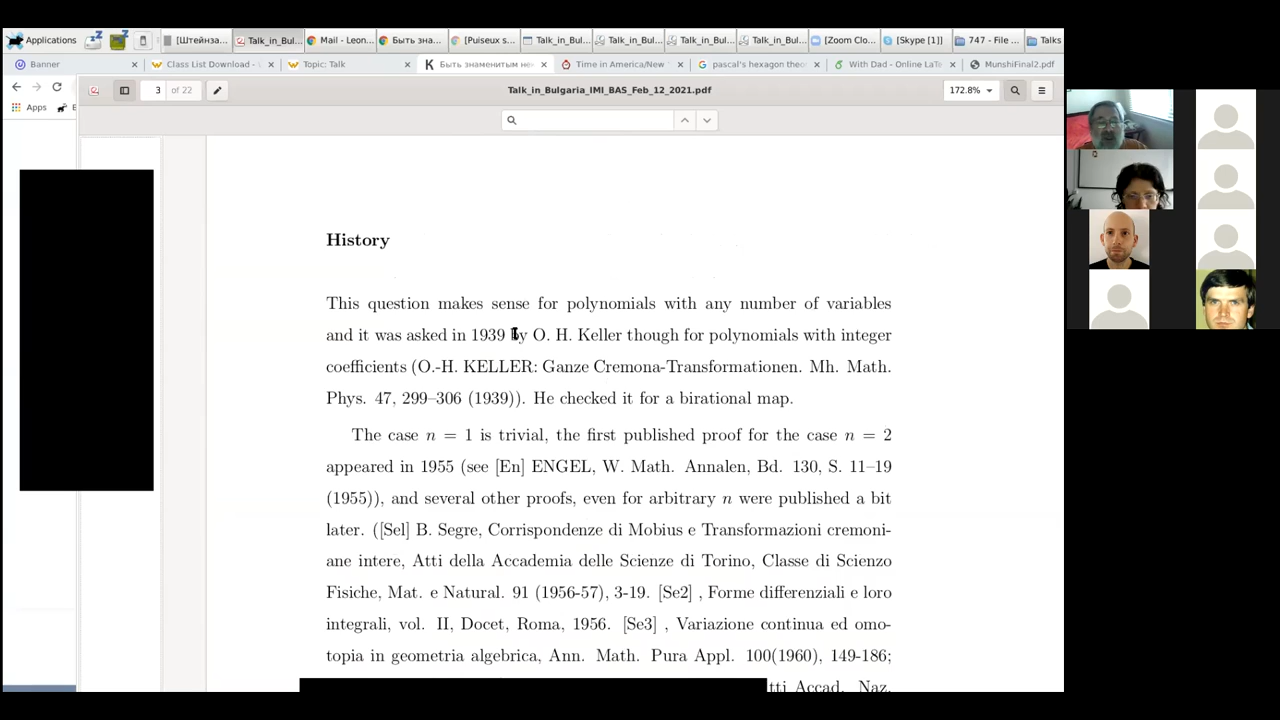 Applications
[Штейнза...
Talk_in_Bul...
Mail - Leon...
Быть зна...
[Puiseux s...
Talk_in_Bul...
Talk_in_Bu...
Talk_in_Bu...
Talk_in_Bu...
[Zoom Clo...
[Skype [1]]
747 - File ...
Talks
Banner
Class List Download - C
Topic: Talk
Быть знаменитым не
Time in America/New
pascal's hexagon theo
With Dad - Online LaTe
MunshiFinal2.pdf
Apps
3 of 22
Talk_in_Bulgaria_IMI_BAS_Feb_12_2021.pdf
172.8%
History
This question makes sense for polynomials with any number of variables
and it was asked in 1939 by O. H. Keller though for polynomials with integer
coefficients (O.-H. KELLER: Ganze Cremona-Transformationen. Mh. Math.
Phys. 47, 299–306 (1939)). He checked it for a birational map.
The case n = 1 is trivial, the first published proof for the case n = 2
appeared in 1955 (see [En] ENGEL, W. Math. Annalen, Bd. 130, S. 11–19
(1955)), and several other proofs, even for arbitrary n were published a bit
later. ([Sel] B. Segre, Corrispondenze di Mobius e Transformazioni cremoni-
ane intere, Atti della Accademia delle Scienze di Torino, Classe di Scienzo
Fisiche, Mat. e Natural. 91 (1956-57), 3-19. [Se2] , Forme differenziali e loro
integrali, vol. II, Docet, Roma, 1956. [Se3] , Variazione continua ed omo-
topia in geometria algebrica, Ann. Math. Pura Appl. 100(1960), 149-186;
tti Accad. Naz.